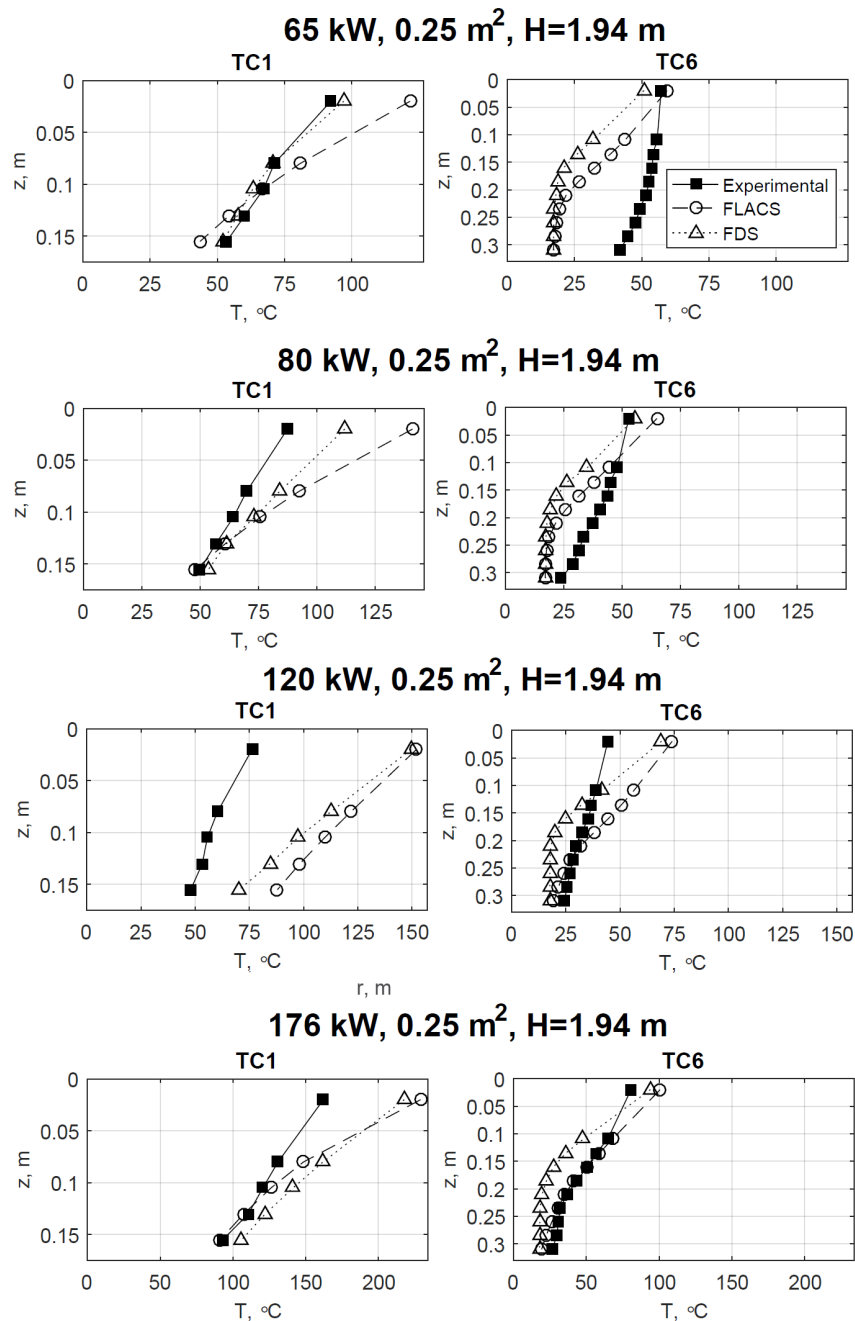 65 kW, 0.25 m², H=1.94 m
TC1
TC6
0
0.05
0.1
0.15
z, m
0
50
75
100
25
T, °C
0
0.05
0.1
0.15
0.2
0.25
0.3
z, m
Experimental
FLACS
FDS
0
25
50
75
100
T, °C
80 kW, 0.25 m², H=1.94 m
TC1
TC6
0
0.05
0.1
0.15
z, m
0
25
50
75
100
125
T, °C
0
0.05
0.1
0.15
0.2
0.25
0.3
z, m
0
25
50
75
100
125
T, °C
120 kW, 0.25 m², H=1.94 m
TC1
TC6
0
0.05
0.1
0.15
z, m
0
25
50
75
100
125
150
T, °C
0
0.05
0.1
0.15
0.2
0.25
0.3
z, m
0
25
50
75
100
125
150
T, °C
r, m
176 kW, 0.25 m², H=1.94 m
TC1
TC6
0
0.05
0.1
0.15
z, m
0
50
100
150
200
T, °C
0
0.05
0.1
0.15
0.2
0.25
0.3
z, m
0
50
100
150
200
T, °C